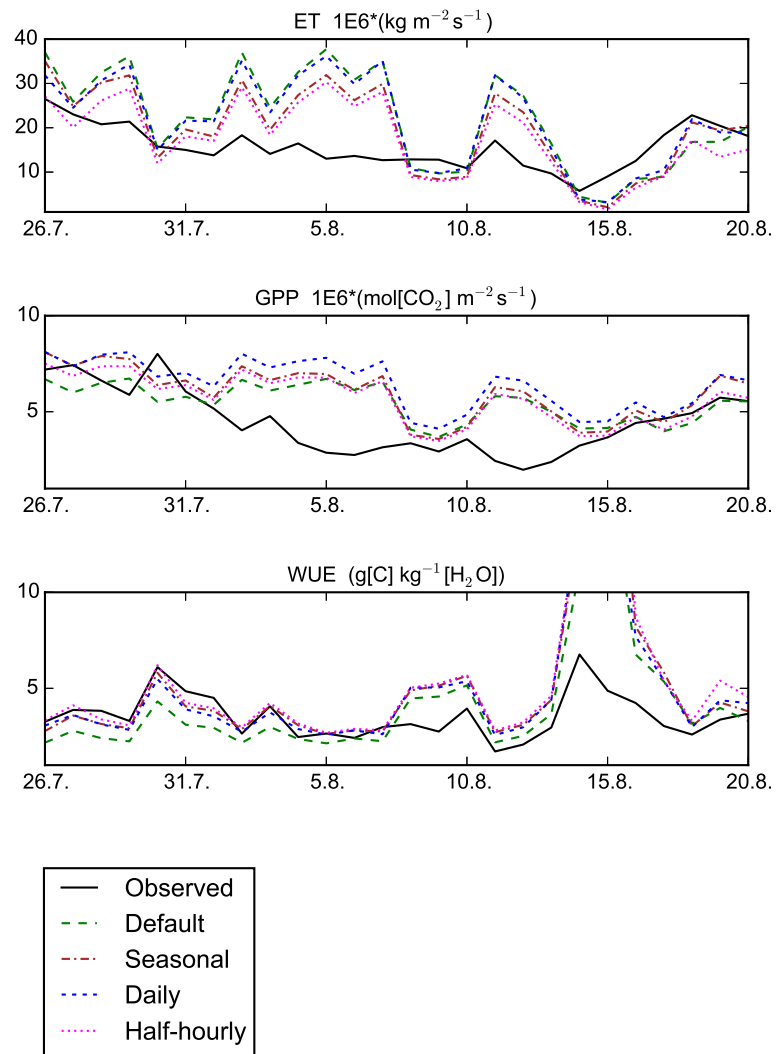 ET 1E6*(kg m⁻² s⁻¹)
40
30
20
10
26.7. 31.7. 5.8. 10.8. 15.8. 20.8.
GPP 1E6*(mol[CO₂] m⁻² s⁻¹)
10
5
26.7. 31.7. 5.8. 10.8. 15.8. 20.8.
WUE (g[C] kg⁻¹ [H₂O])
10
5
26.7. 31.7. 5.8. 10.8. 15.8. 20.8.
Observed
Default
Seasonal
Daily
Half-hourly